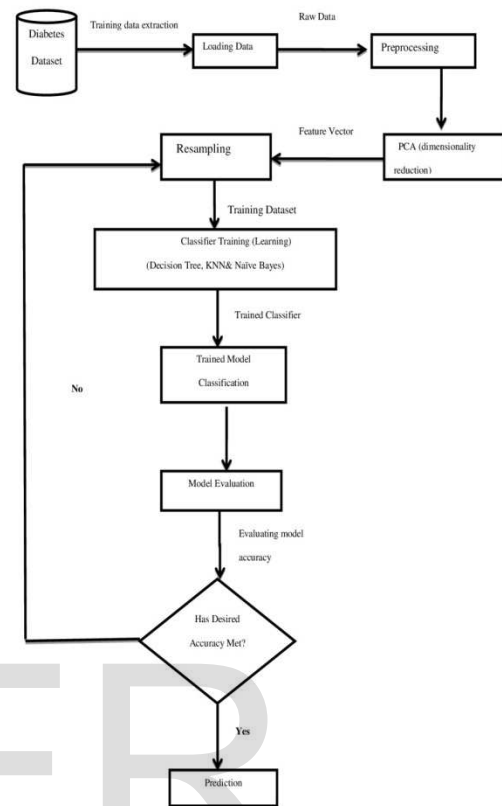 Diabetes
Dataset
Training data extraction
Loading Data
Raw Data
Preprocessing
PCA (dimensionality
reduction)
Feature Vector
Resampling
Training Dataset
Classifier Training (Learning)
(Decision Tree, KNN& Naïve Bayes)
Trained Classifier
Trained Model
Classification
No
Model Evaluation
Evaluating model
accuracy
Has Desired
Accuracy Met?
Yes
Prediction
ER